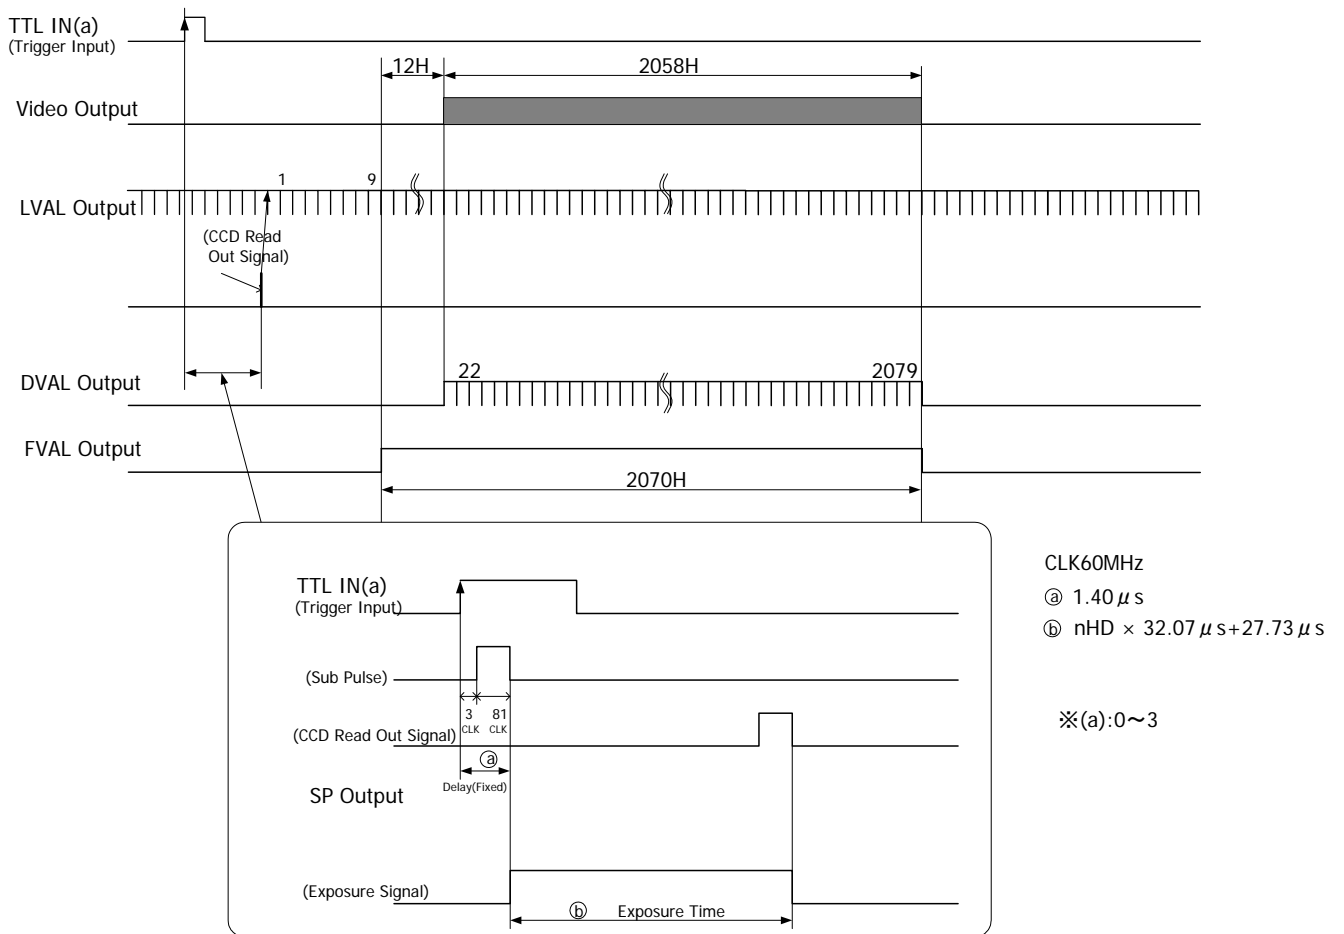 TTL IN(a)
(Trigger Input)
12H
2058H
Video Output
1
9
LVAL Output
(CCD Read
Out Signal)
DVAL Output
22
2079
FVAL Output
2070H
TTL IN(a)
(Trigger Input)
(Sub Pulse)
3
CLK
81
CLK
(CCD Read Out Signal)
ⓐ
Delay(Fixed)
SP Output
(Exposure Signal)
ⓑ Exposure Time
CLK60MHz
ⓐ 1.40μs
ⓑ nHD × 32.07μs+27.73μs
※(a):0〜3